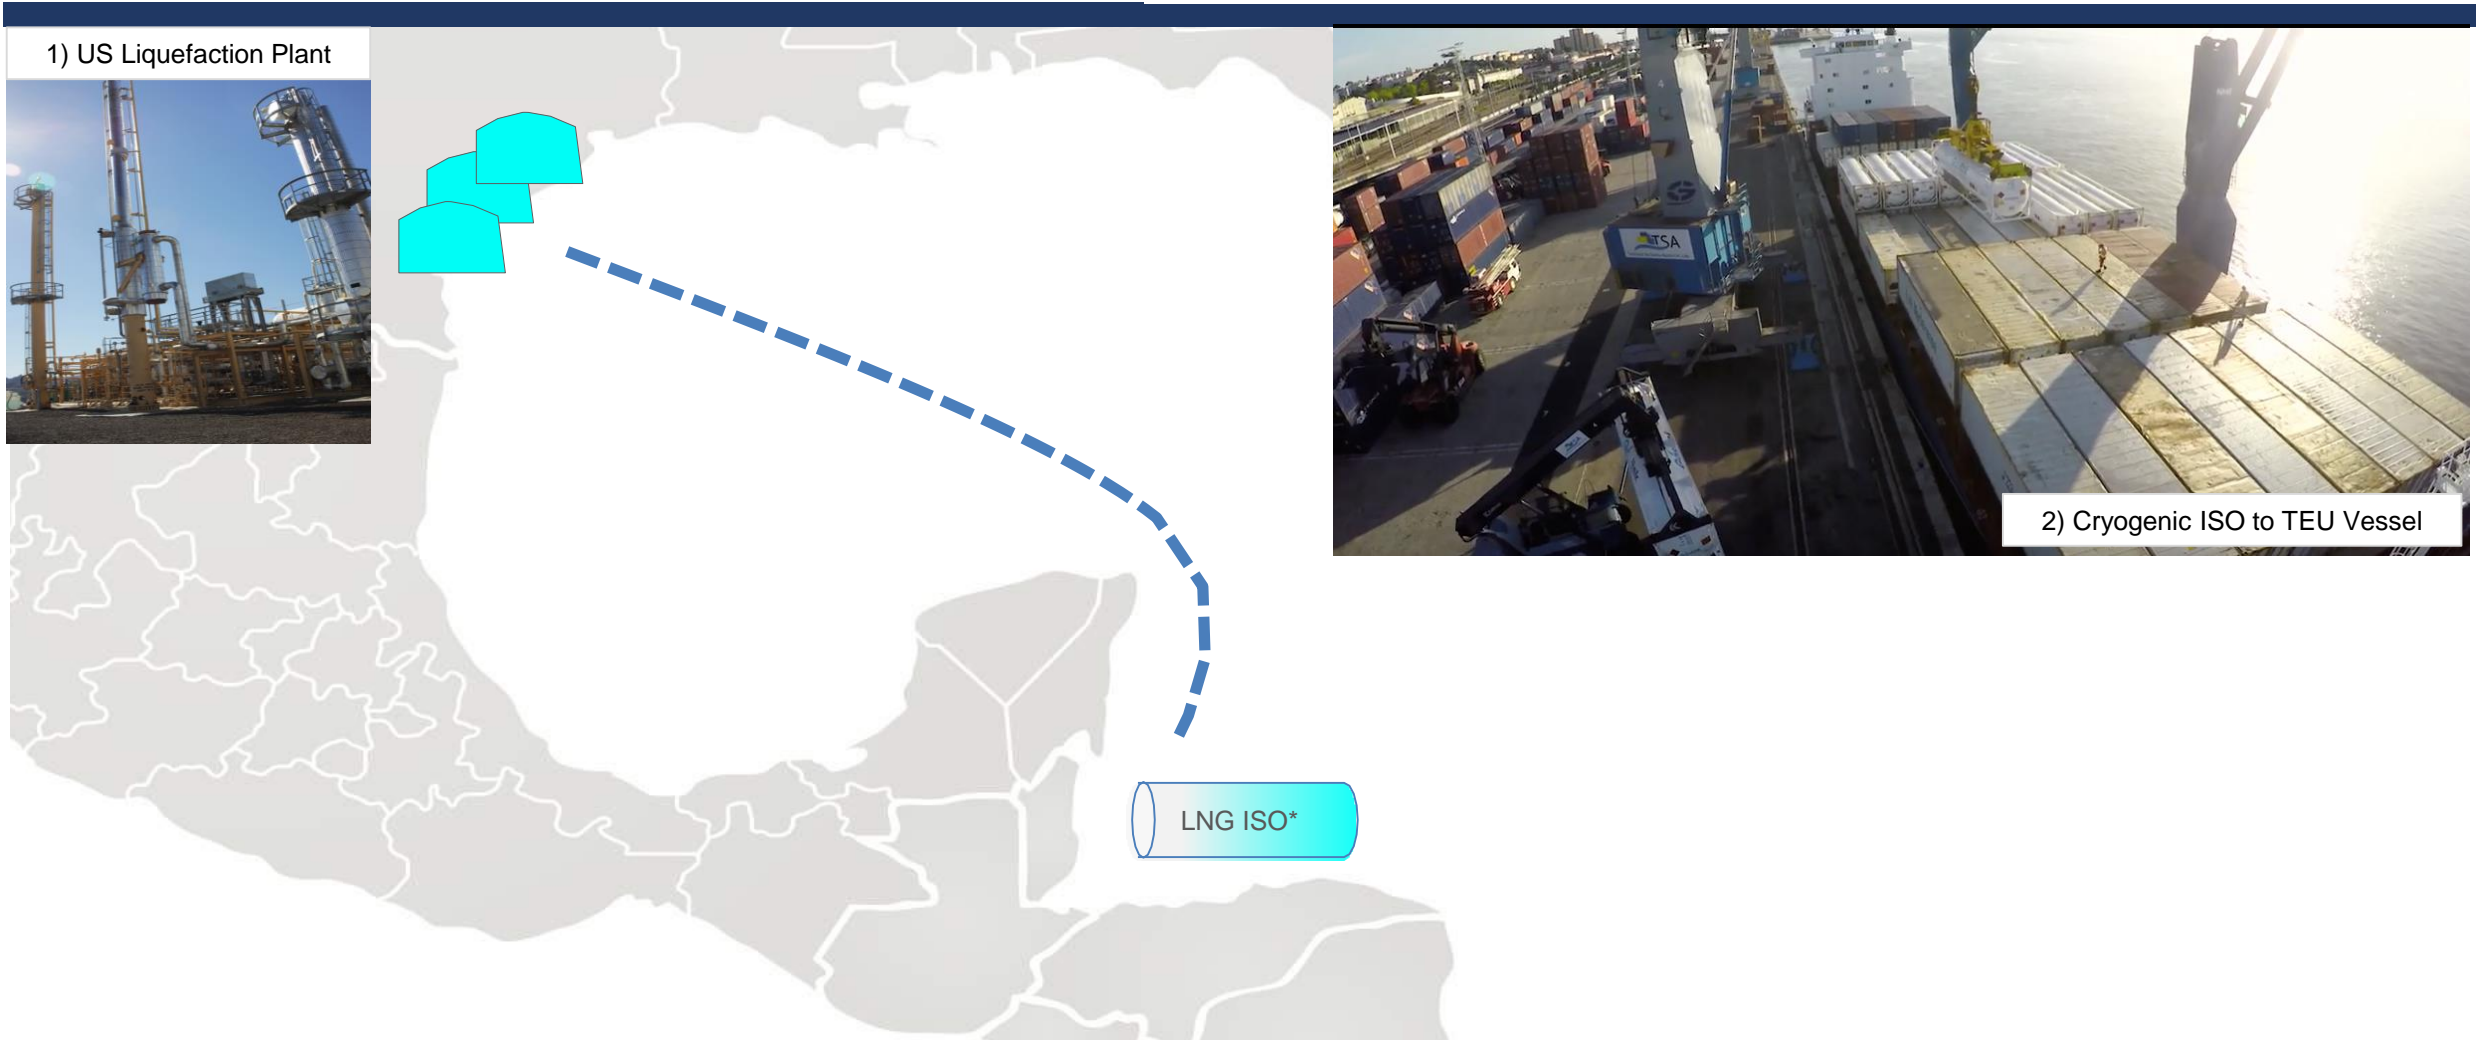 1) US Liquefaction Plant
TSA
2) Cryogenic ISO to TEU Vessel
LNG ISO*